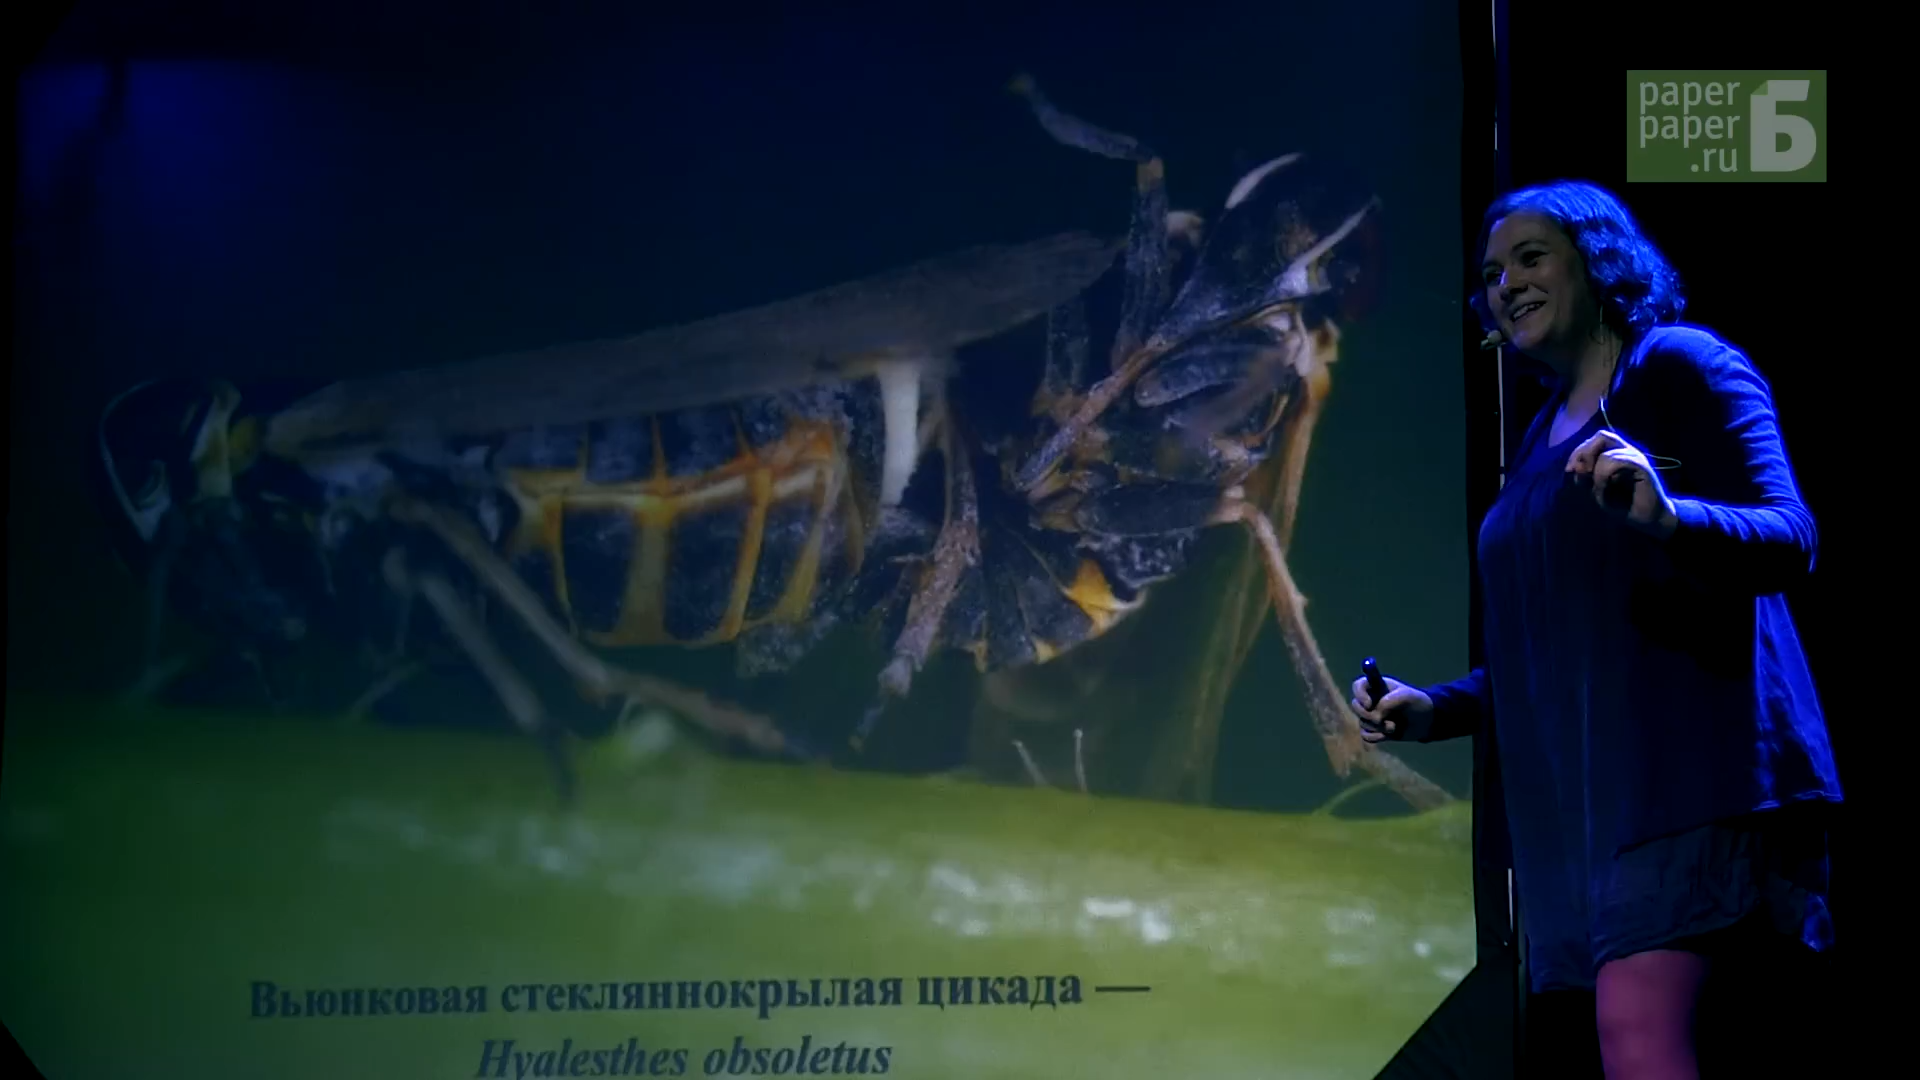 paper
paper
.ru
Б
Вьюнковая стекляннокрылая цикада —
Hyalesthes obsoletus